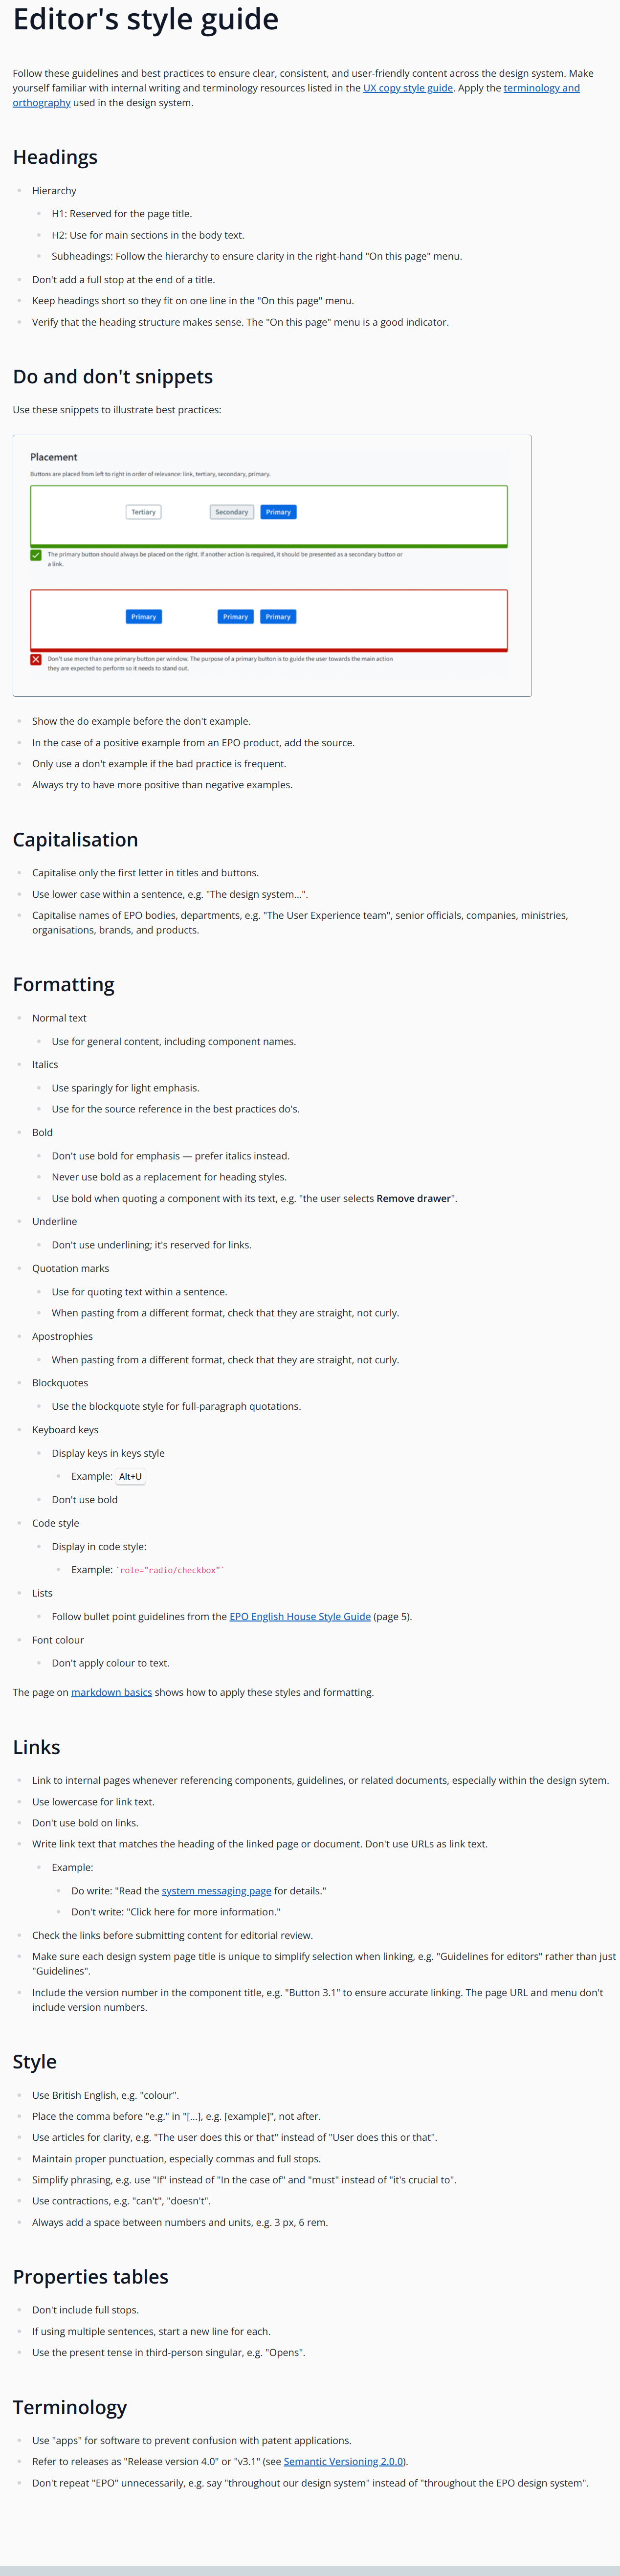 Editor's style guide
Follow these guidelines and best practices to ensure clear, consistent, and user-friendly content across the design system. Make
yourself familiar with internal writing and terminology resources listed in the UX copy style guide. Apply the terminology and
orthography used in the design system.
Headings
Hierarchy
H1: Reserved for the page title.
H2: Use for main sections in the body text.
Subheadings: Follow the hierarchy to ensure clarity in the right-hand "On this page" menu.
Don't add a full stop at the end of a title.
Keep headings short so they fit on one line in the "On this page" menu.
Verify that the heading structure makes sense. The "On this page" menu is a good indicator.
Do and don't snippets
Use these snippets to illustrate best practices:
Placement
Buttons are placed from left to right in order of relevance: link, tertiary, secondary, primary.
Tertiary Secondary Primary
The primary button should always be placed on the right. If another action is required, it should be presented as a secondary button or
a link.
Primary Primary Primary
Don't use more than one primary button per window. The purpose of a primary button is to guide the user towards the main action
they are expected to perform so it needs to stand out.
Show the do example before the don't example.
In the case of a positive example from an EPO product, add the source.
Only use a don't example if the bad practice is frequent.
Always try to have more positive than negative examples.
Capitalisation
Capitalise only the first letter in titles and buttons.
Use lower case within a sentence, e.g. "The design system...".
Capitalise names of EPO bodies, departments, e.g. "The User Experience team", senior officials, companies, ministries,
organisations, brands, and products.
Formatting
Normal text
Use for general content, including component names.
Italics
Use sparingly for light emphasis.
Use for the source reference in the best practices do's.
Bold
Don't use bold for emphasis — prefer italics instead.
Never use bold as a replacement for heading styles.
Use bold when quoting a component with its text, e.g. "the user selects Remove drawer".
Underline
Don't use underlining; it's reserved for links.
Quotation marks
Use for quoting text within a sentence.
When pasting from a different format, check that they are straight, not curly.
Apostrophies
When pasting from a different format, check that they are straight, not curly.
Blockquotes
Use the blockquote style for full-paragraph quotations.
Keyboard keys
Display keys in keys style
Example: Alt+U
Don't use bold
Code style
Display in code style:
Example: `role="radio/checkbox"`
Lists
Follow bullet point guidelines from the EPO English House Style Guide (page 5).
Font colour
Don't apply colour to text.
The page on markdown basics shows how to apply these styles and formatting.
Links
Link to internal pages whenever referencing components, guidelines, or related documents, especially within the design sytem.
Use lowercase for link text.
Don't use bold on links.
Write link text that matches the heading of the linked page or document. Don't use URLs as link text.
Example:
Do write: "Read the system messaging page for details."
Don't write: "Click here for more information."
Check the links before submitting content for editorial review.
Make sure each design system page title is unique to simplify selection when linking, e.g. "Guidelines for editors" rather than just
"Guidelines".
Include the version number in the component title, e.g. "Button 3.1" to ensure accurate linking. The page URL and menu don't
include version numbers.
Style
Use British English, e.g. "colour".
Place the comma before "e.g." in "[...], e.g. [example]", not after.
Use articles for clarity, e.g. "The user does this or that" instead of "User does this or that".
Maintain proper punctuation, especially commas and full stops.
Simplify phrasing, e.g. use "If" instead of "In the case of" and "must" instead of "it's crucial to".
Use contractions, e.g. "can't", "doesn't".
Always add a space between numbers and units, e.g. 3 px, 6 rem.
Properties tables
Don't include full stops.
If using multiple sentences, start a new line for each.
Use the present tense in third-person singular, e.g. "Opens".
Terminology
Use "apps" for software to prevent confusion with patent applications.
Refer to releases as "Release version 4.0" or "v3.1" (see Semantic Versioning 2.0.0).
Don't repeat "EPO" unnecessarily, e.g. say "throughout our design system" instead of "throughout the EPO design system".